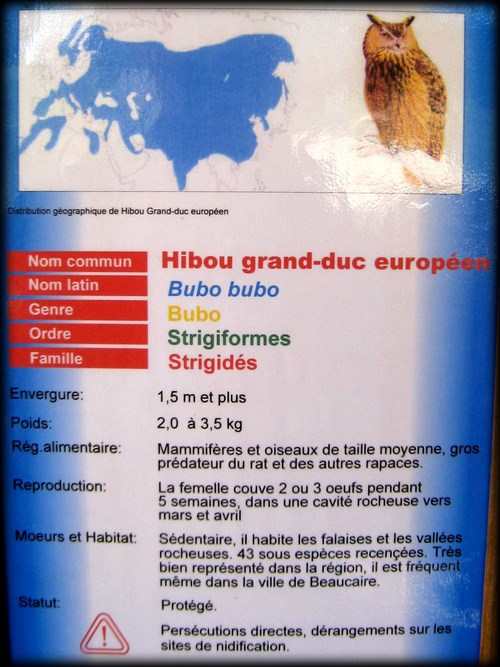 Distribution géographique de Hibou Grand-duc européen
Nom commun Hibou grand-duc européen
Nom latin Bubo bubo
Genre Bubo
Ordre Strigiformes
Famille Strigidés
Envergure: 1,5 m et plus
Poids: 2,0 à 3,5 kg
Rég.alimentaire: Mammifères et oiseaux de taille moyenne, gros
prédateur du rat et des autres rapaces.
Reproduction: La femelle couve 2 ou 3 oeufs pendant
5 semaines, dans une cavité rocheuse vers
mars et avril
Moeurs et Habitat: Sédentaire, il habite les falaises et les vallées
rocheuses. 43 sous espèces recençées. Très
bien représenté dans la région, il est fréquent
même dans la ville de Beaucaire.
Statut: Protégé.
Persécutions directes, dérangements sur les
sites de nidification.